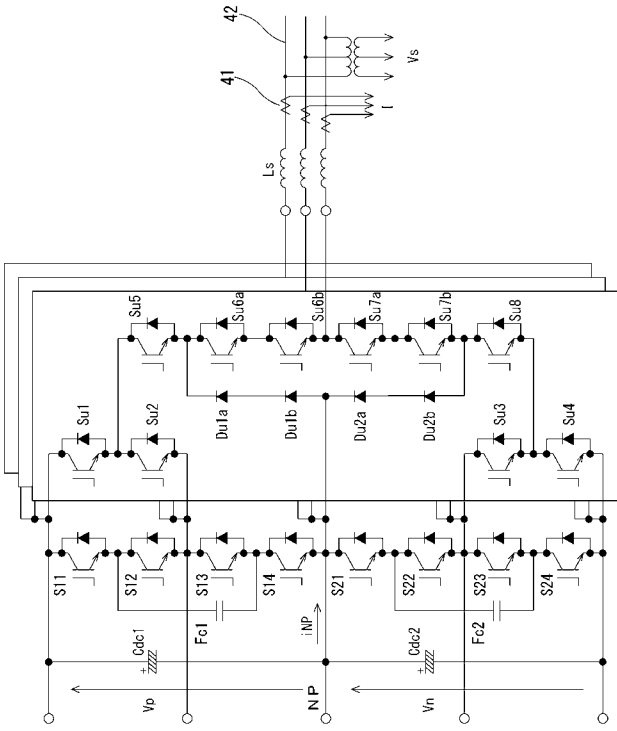 42
41
Vs
I
Ls
Su5
Su6a
Su6b
Su7a
Su7b
Su8
Su1
Su2
Du1a
Du1b
Du2a
Du2b
Su3
Su4
S11
S12
S13
S14
S21
S22
S23
S24
Fc1
iNP
Fc2
+ Cdc1
+ Cdc2
Vp
NP
Vn